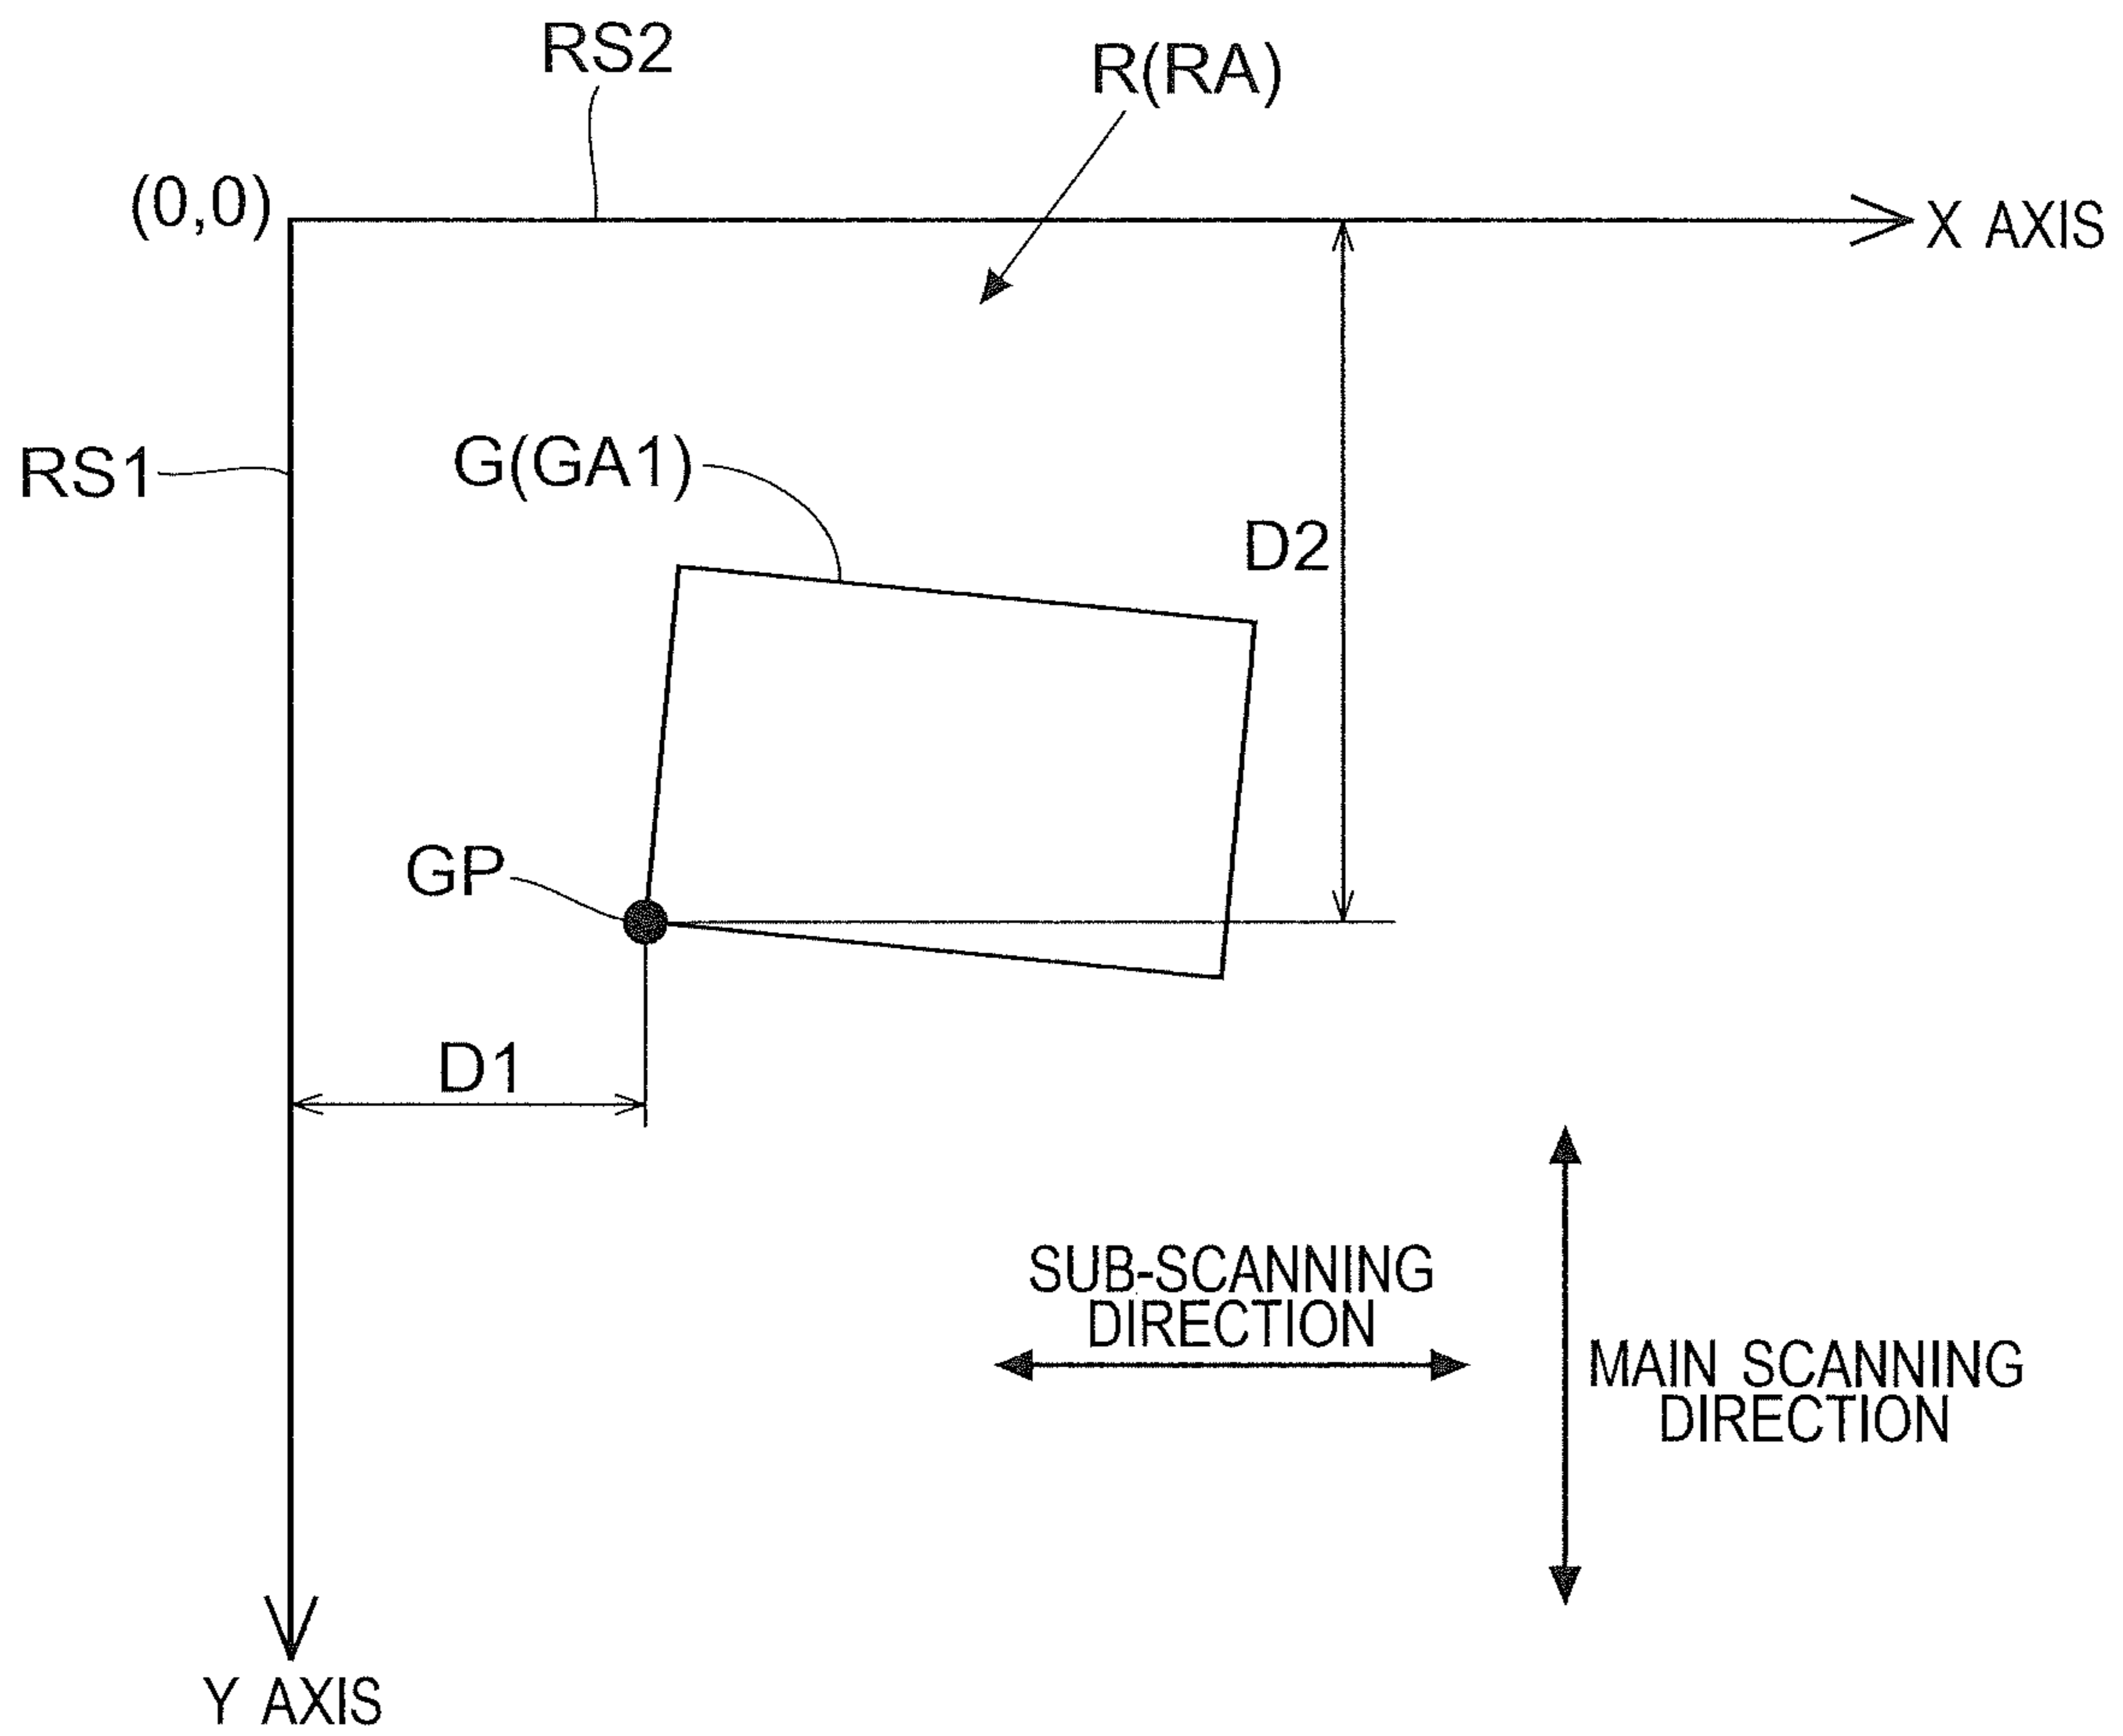 RS2
R(RA)
(0,0)
X AXIS
RS1
G(GA1)
D2
GP
D1
SUB-SCANNING
DIRECTION
MAIN SCANNING
DIRECTION
Y AXIS